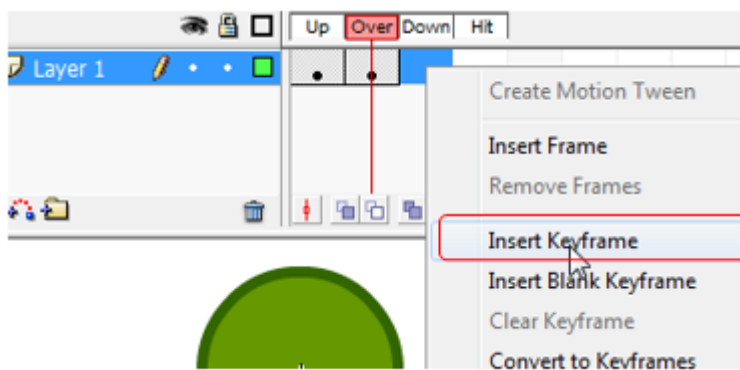 Up Over Down Hit
Layer 1
Create Motion Tween
Insert Frame
Remove Frames
Insert Keyframe
Insert Blank Keyframe
Clear Keyframe
Convert to Keyframes